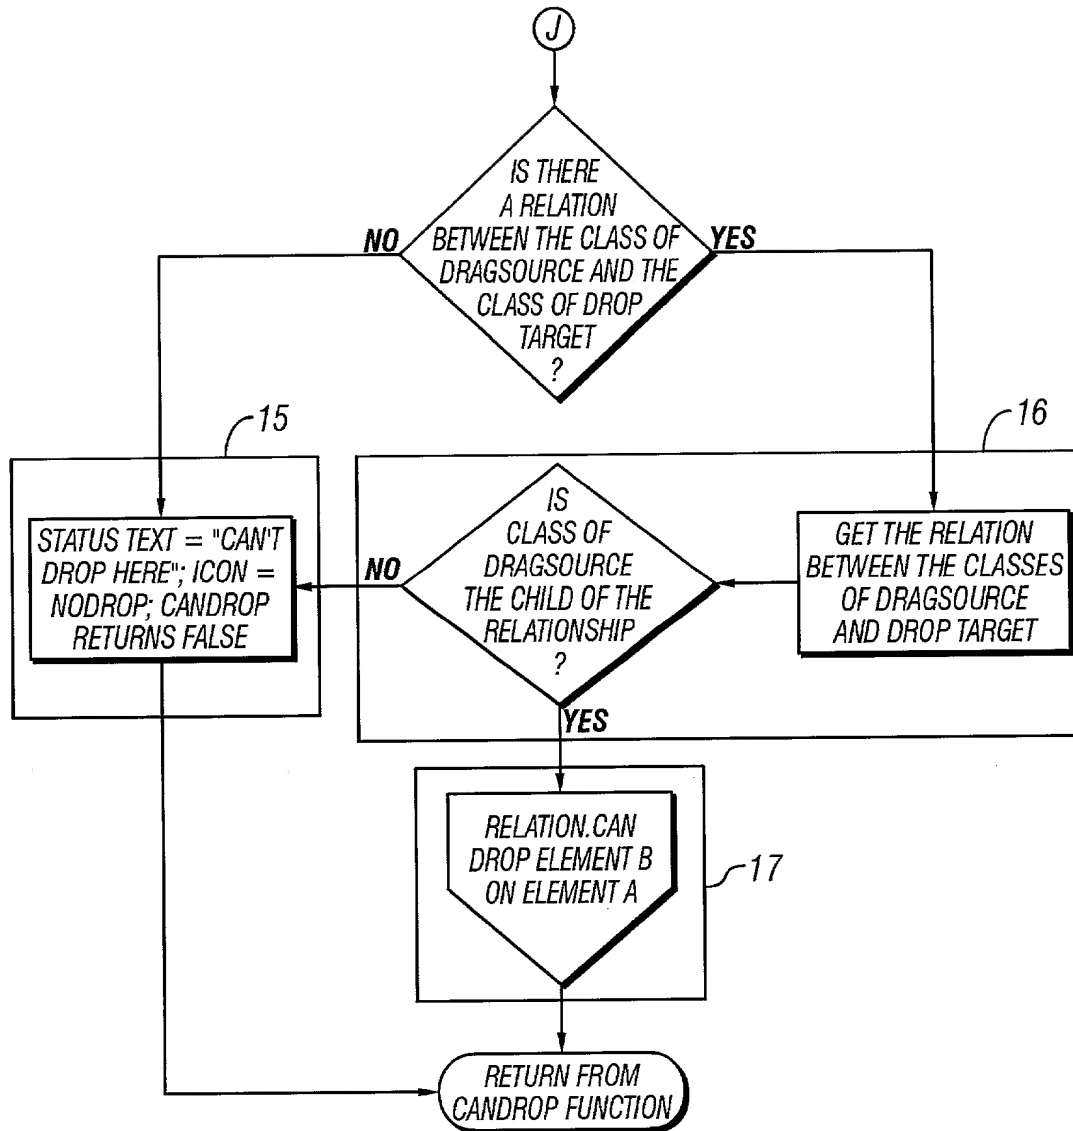 J
IS THERE
A RELATION
BETWEEN THE CLASS OF
DRAGSOURCE AND THE
CLASS OF DROP
TARGET
?
NO
YES
15
16
STATUS TEXT = "CAN'T
DROP HERE"; ICON =
NODROP; CANDROP
RETURNS FALSE
NO
IS
CLASS OF
DRAGSOURCE
THE CHILD OF THE
RELATIONSHIP
?
GET THE RELATION
BETWEEN THE CLASSES
OF DRAGSOURCE
AND DROP TARGET
YES
RELATION.CAN
DROP ELEMENT B
ON ELEMENT A
17
RETURN FROM
CANDROP FUNCTION